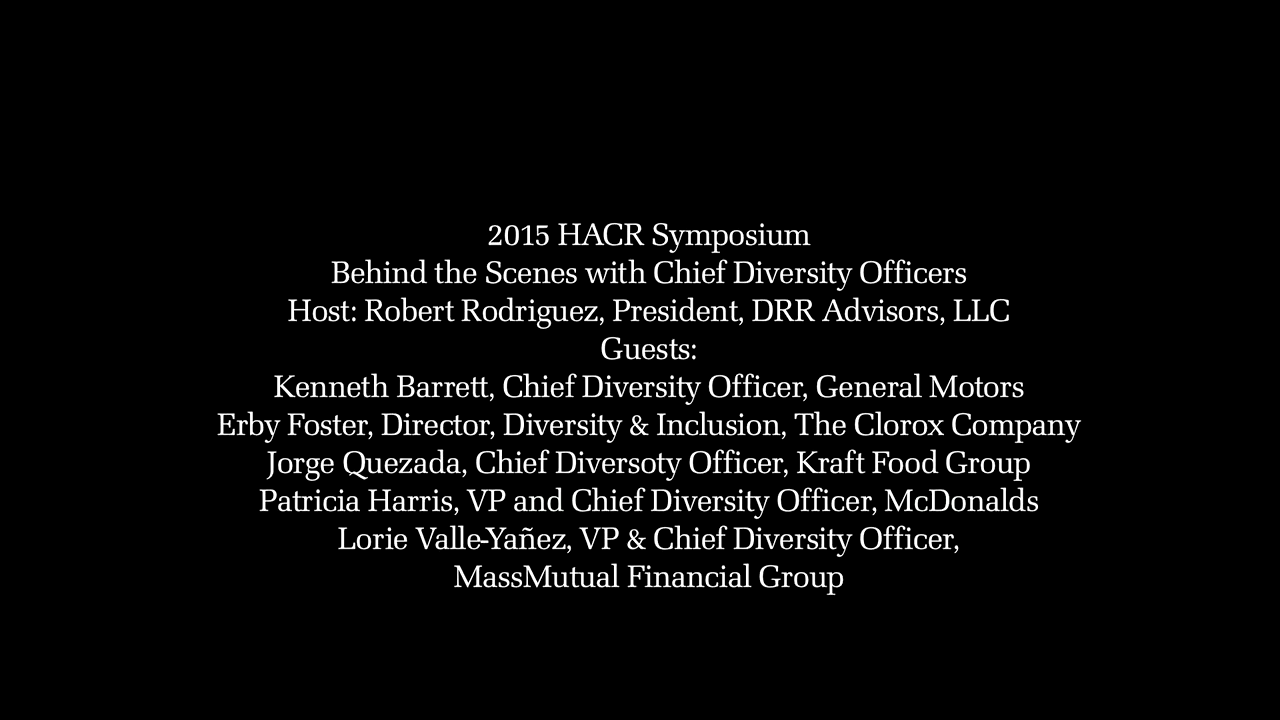 2015 HACR Symposium
Behind the Scenes with Chief Diversity Officers
Host: Robert Rodriguez, President, DRR Advisors, LLC
Guests:
Kenneth Barrett, Chief Diversity Officer, General Motors
Erby Foster, Director, Diversity & Inclusion, The Clorox Company
Jorge Quezada, Chief Diversoty Officer, Kraft Food Group
Patricia Harris, VP and Chief Diversity Officer, McDonalds
Lorie Valle-Yañez, VP & Chief Diversity Officer,
MassMutual Financial Group